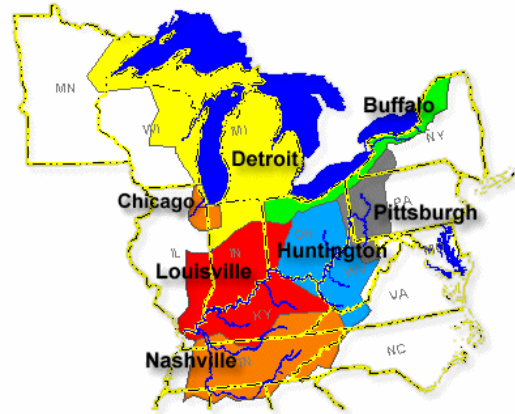 MN
WI
MI
Buffalo
NY
Detroit
Chicago
PA
Pittsburgh
OH
Huntington
IL
IN
Louisville
WV
VA
KY
Nashville
TN
NC